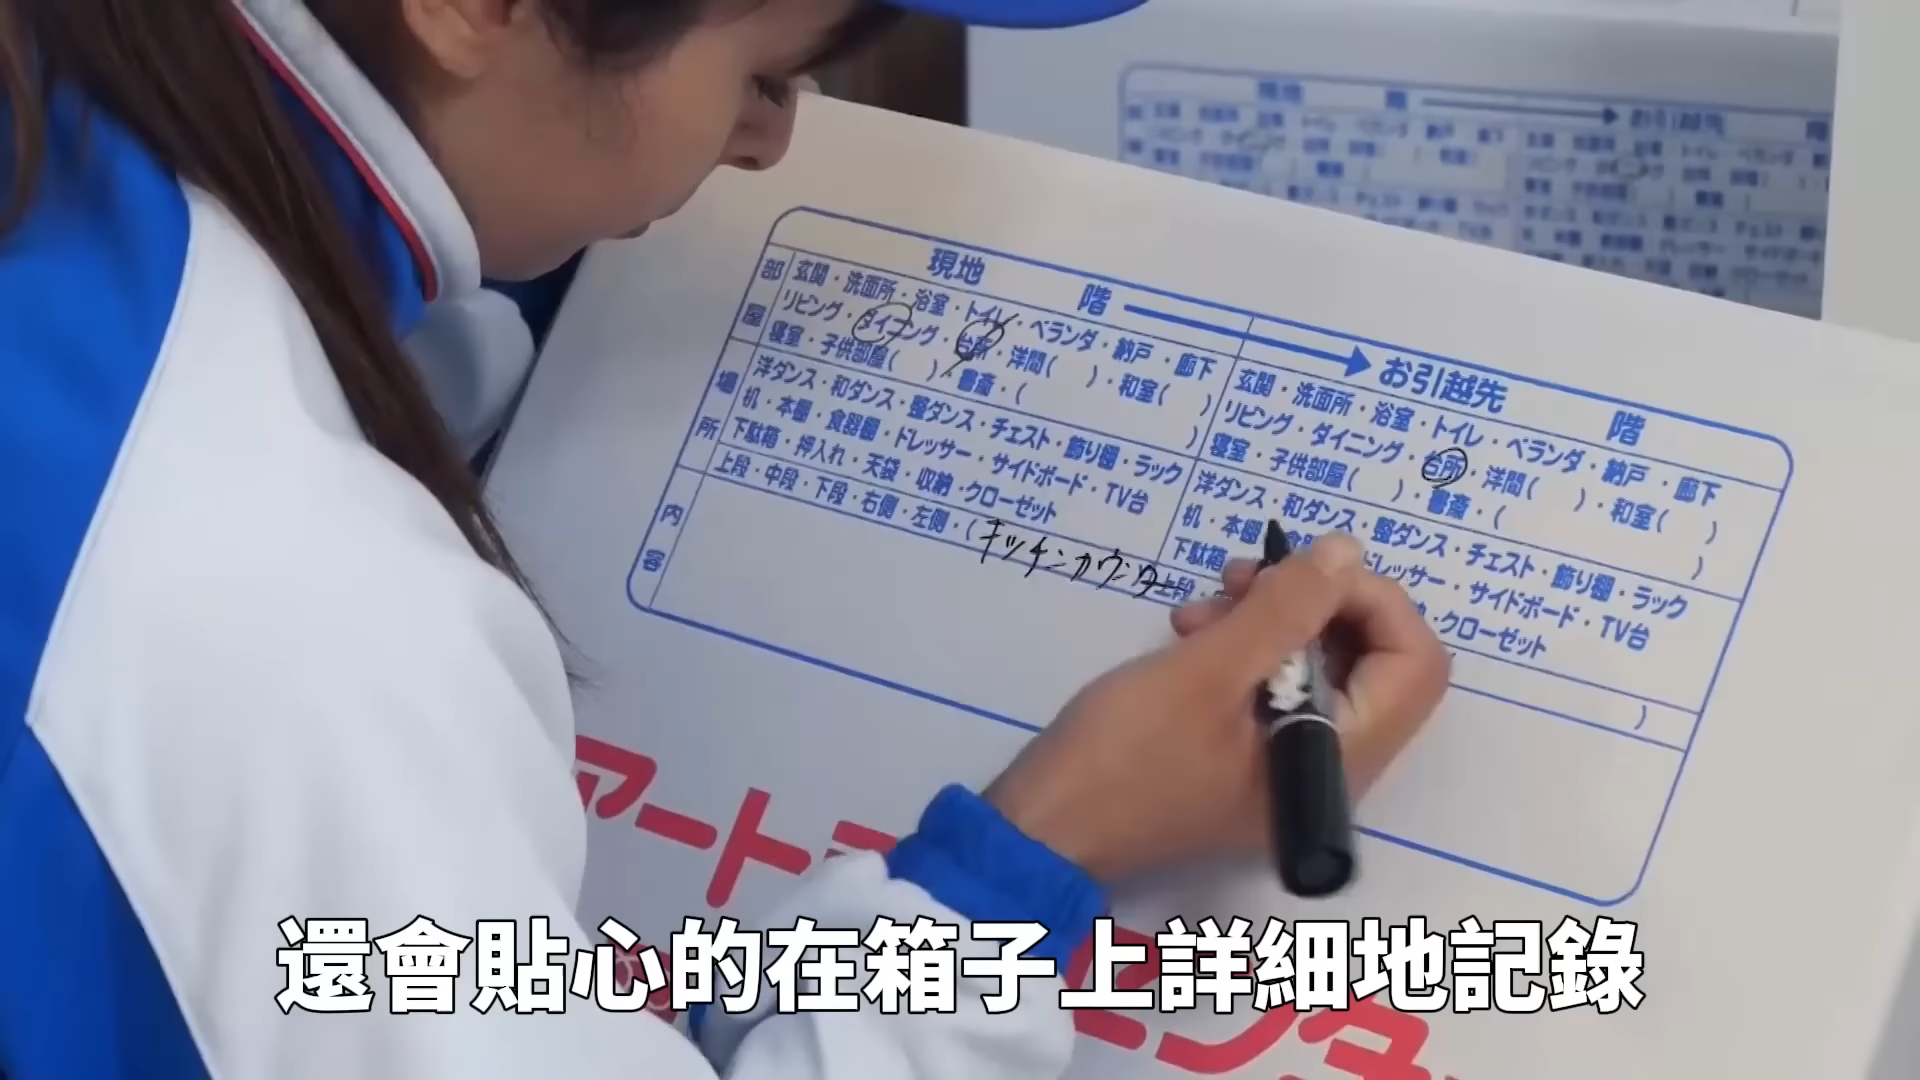 現地 階 お引越先 階
部屋
玄関・洗面所・浴室・トイレ・ベランダ・納戸・廊下
リビング・ダイニング・台所・洋間( )・和室( )
寝室・子供部屋( )・書斎・( )
場所
洋ダンス・和ダンス・整ダンス・チェスト・飾り棚・ラック
机・本棚・食器棚・ドレッサー・サイドボード・TV台
下駄箱・押入れ・天袋・収納・クローゼット
上段・中段・下段・右側・左側・(キッチンカウンター
内容
玄関・洗面所・浴室・トイレ・ベランダ・納戸・廊下
リビング・ダイニング・台所・洋間( )・和室( )
寝室・子供部屋( )・書斎・( )
洋ダンス・和ダンス・整ダンス・チェスト・飾り棚・ラック
机・本棚 ドレッサー・サイドボード・TV台
下駄箱 ・クローゼット
上段・ )
アート
センター
還會貼心的在箱子上詳細地記錄